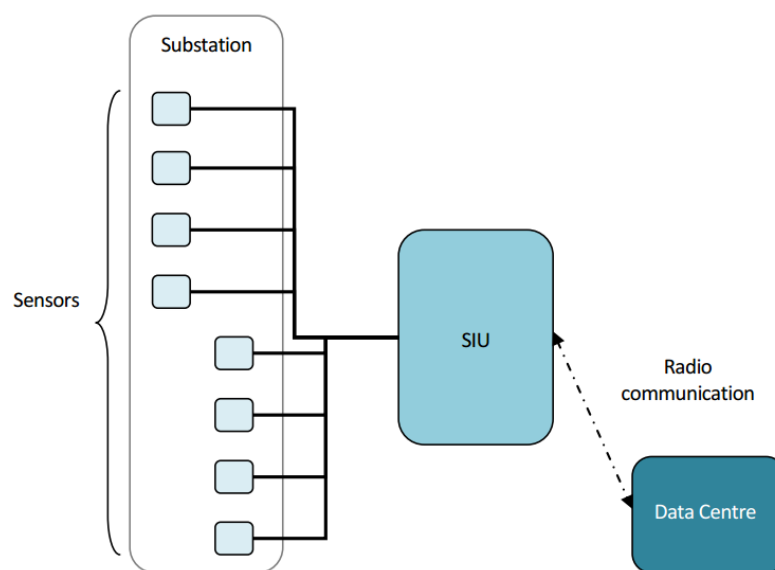 Substation
Sensors
SIU
Radio
communication
Data Centre